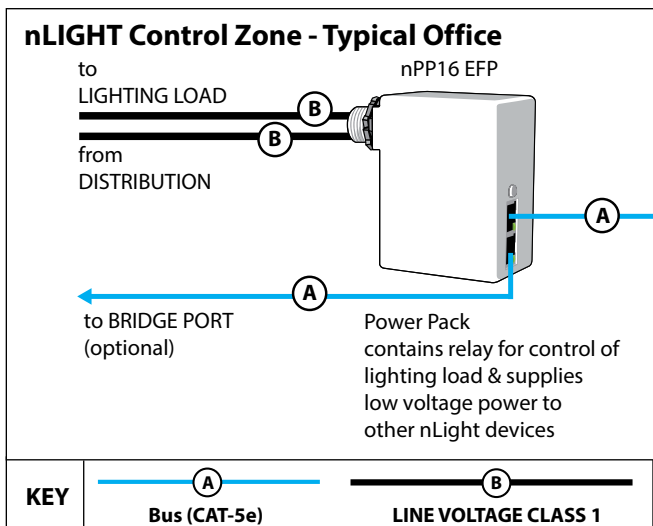 nLIGHT Control Zone - Typical Office
to
LIGHTING LOAD
nPP16 EFP
B
B
from
DISTRIBUTION
A
A
to BRIDGE PORT
(optional)
Power Pack
contains relay for control of
lighting load & supplies
low voltage power to
other nLight devices
KEY
A
Bus (CAT-5e)
B
LINE VOLTAGE CLASS 1